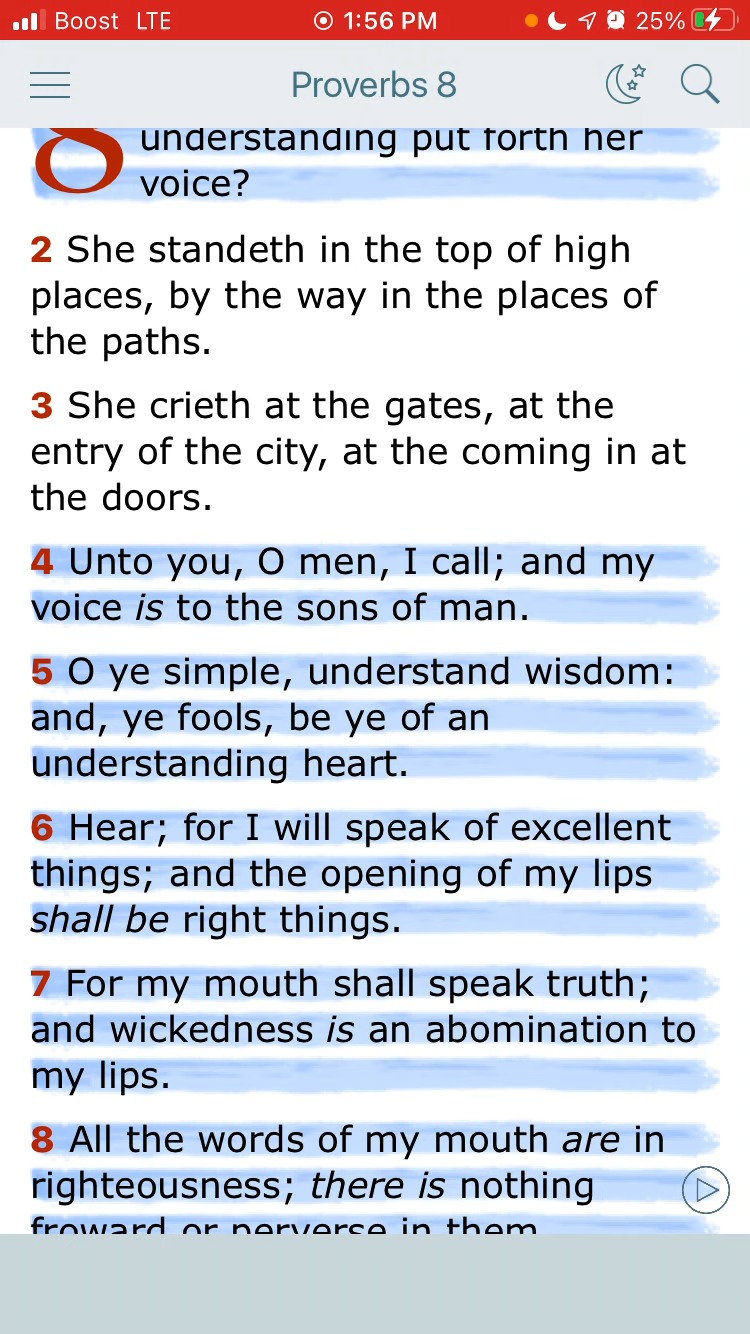 Boost LTE 1:56 PM 25%
Proverbs 8
8 understanding put forth her
voice?
2 She standeth in the top of high
places, by the way in the places of
the paths.
3 She crieth at the gates, at the
entry of the city, at the coming in at
the doors.
4 Unto you, O men, I call; and my
voice is to the sons of man.
5 O ye simple, understand wisdom:
and, ye fools, be ye of an
understanding heart.
6 Hear; for I will speak of excellent
things; and the opening of my lips
shall be right things.
7 For my mouth shall speak truth;
and wickedness is an abomination to
my lips.
8 All the words of my mouth are in
righteousness; there is nothing
froward or perverse in them